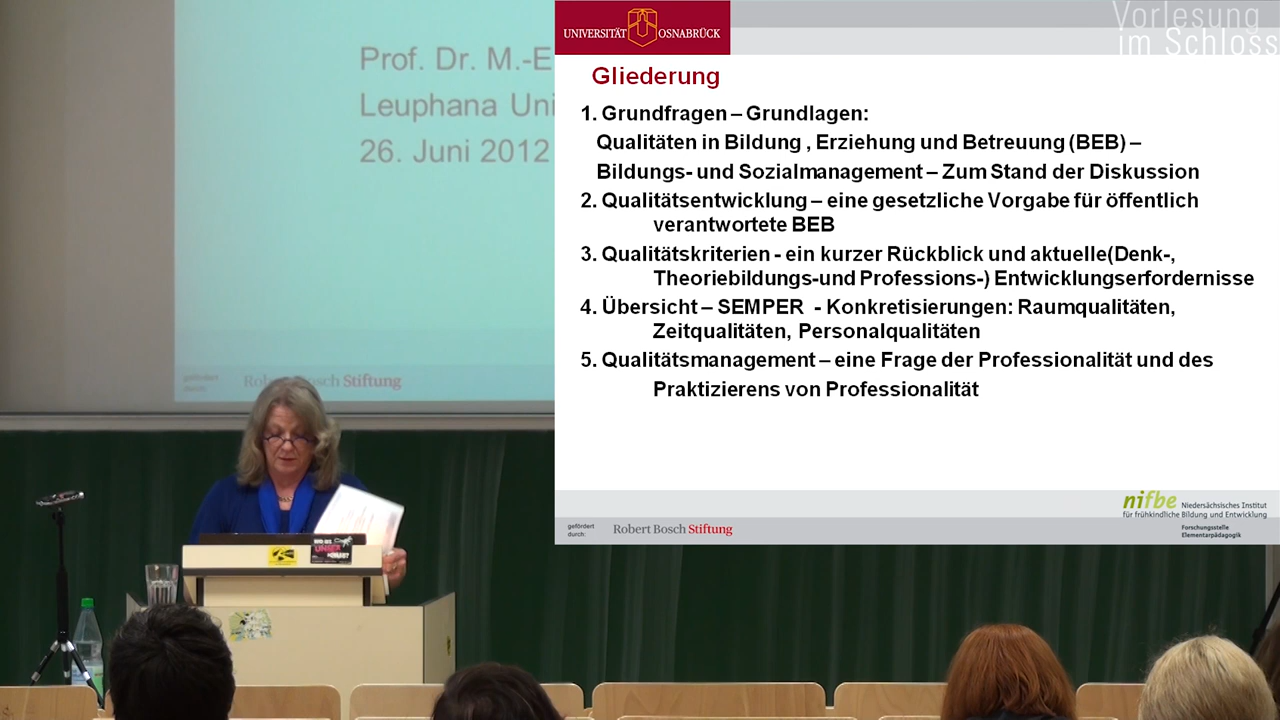 Prof. Dr. M.-E
Leuphana Uni
26. Juni 2012
gefördert
durch:
Robert Bosch Stiftung
UNSER
UNIVERSITÄT OSNABRÜCK
Vorlesung
im Schloss
Gliederung
1. Grundfragen – Grundlagen:
Qualitäten in Bildung , Erziehung und Betreuung (BEB) –
Bildungs- und Sozialmanagement – Zum Stand der Diskussion
2. Qualitätsentwicklung – eine gesetzliche Vorgabe für öffentlich
verantwortete BEB
3. Qualitätskriterien - ein kurzer Rückblick und aktuelle(Denk-,
Theoriebildungs-und Professions-) Entwicklungserfordernisse
4. Übersicht – SEMPER - Konkretisierungen: Raumqualitäten,
Zeitqualitäten, Personalqualitäten
5. Qualitätsmanagement – eine Frage der Professionalität und des
Praktizierens von Professionalität
gefördert
durch:
Robert Bosch Stiftung
nifbe Niedersächsisches Institut
für frühkindliche Bildung und Entwicklung
Forschungsstelle
Elementarpädagogik